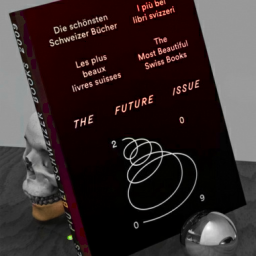 Die schönsten
Schweizer Bücher
I più bei
libri svizzeri
Les plus
beaux
livres suisses
The
Most Beautiful
Swiss Books
THE FUTURE ISSUE
2
0
0
9